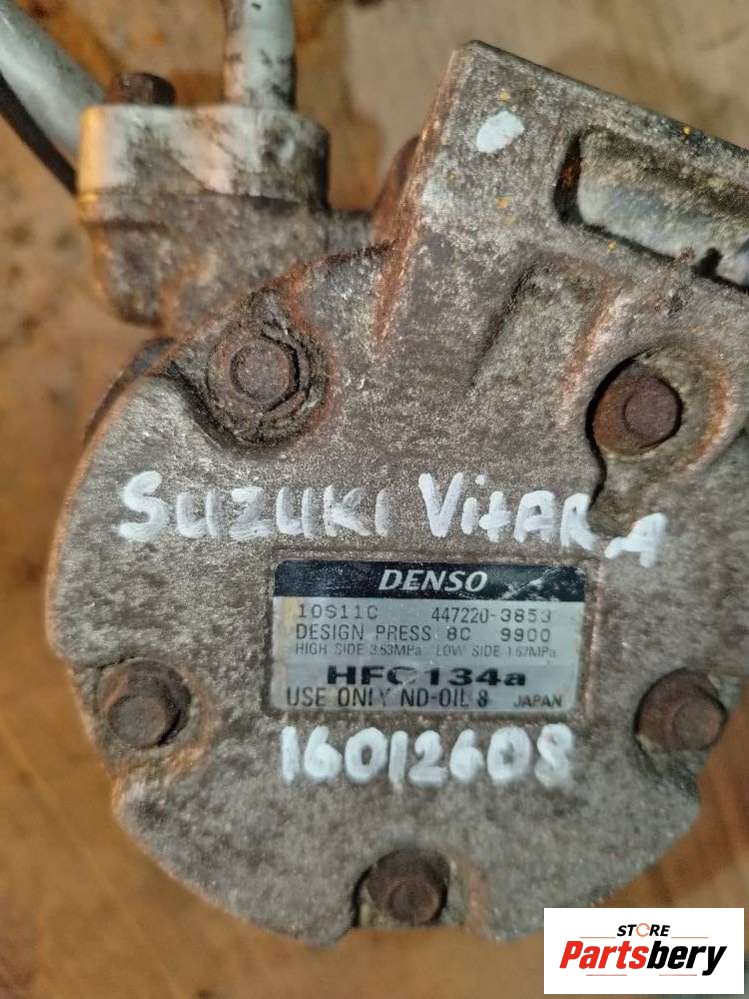 SUZUKI VitARA
DENSO
10S11C 447220-3853
DESIGN PRESS 8C 9900
HIGH SIDE 3.53MPa LOW SIDE 1.67MPa
HFC134a
USE ONLY ND-OIL 8 JAPAN
16012608
STORE
Partsbery